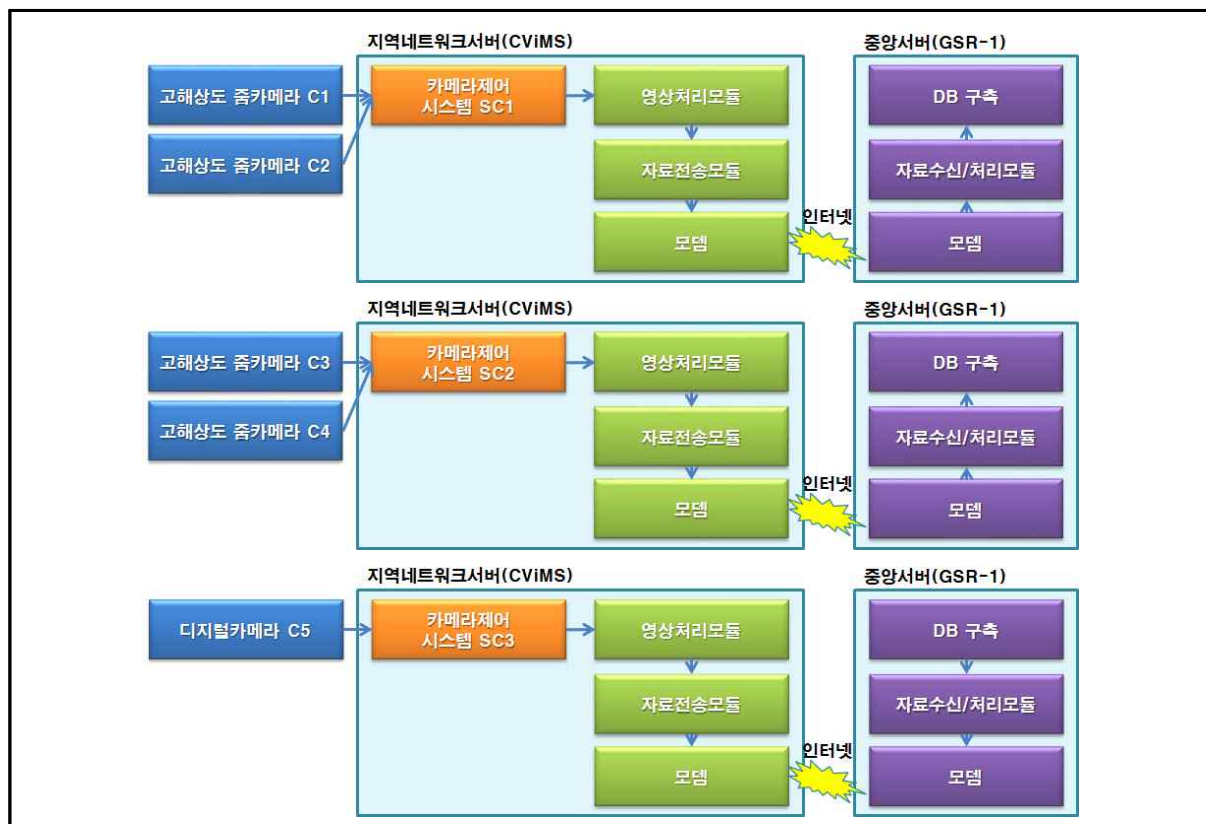 지역네트워크서버(CViMS)
중앙서버(GSR-1)
고해상도 줌카메라 C1
고해상도 줌카메라 C2
카메라제어
시스템 SC1
영상처리모듈
자료전송모듈
모뎀
인터넷
DB 구축
자료수신/처리모듈
모뎀
지역네트워크서버(CViMS)
중앙서버(GSR-1)
고해상도 줌카메라 C3
고해상도 줌카메라 C4
카메라제어
시스템 SC2
영상처리모듈
자료전송모듈
모뎀
인터넷
DB 구축
자료수신/처리모듈
모뎀
지역네트워크서버(CViMS)
중앙서버(GSR-1)
디지털카메라 C5
카메라제어
시스템 SC3
영상처리모듈
자료전송모듈
모뎀
인터넷
DB 구축
자료수신/처리모듈
모뎀